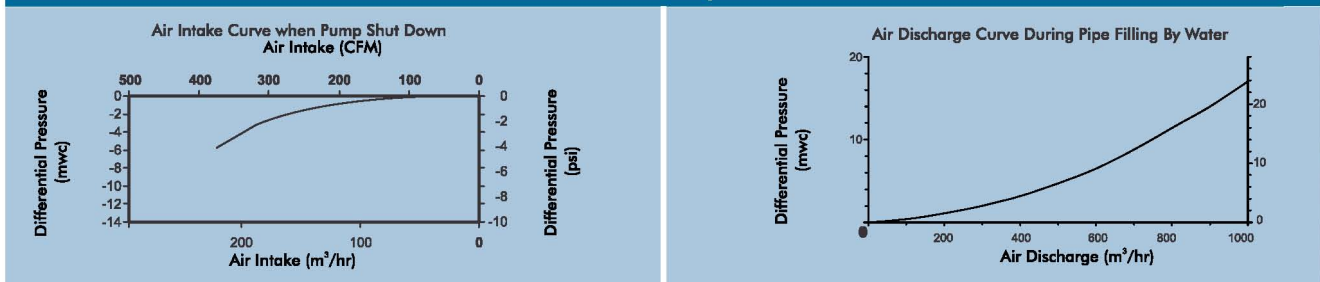 Air Intake Curve when Pump Shut Down
Air Intake (CFM)
500 400 300 200 100 0
Differential Pressure
(mwc)
0
-2
-4
-6
-8
-10
-12
-14
0
-2
-4
-6
-8
-10
Differential Pressure
(psi)
200 100 0
Air Intake (m³/hr)
Air Discharge Curve During Pipe Filling By Water
Differential Pressure
(mwc)
20
10
0
20
10
0
200 400 600 800 1000
Air Discharge (m³/hr)